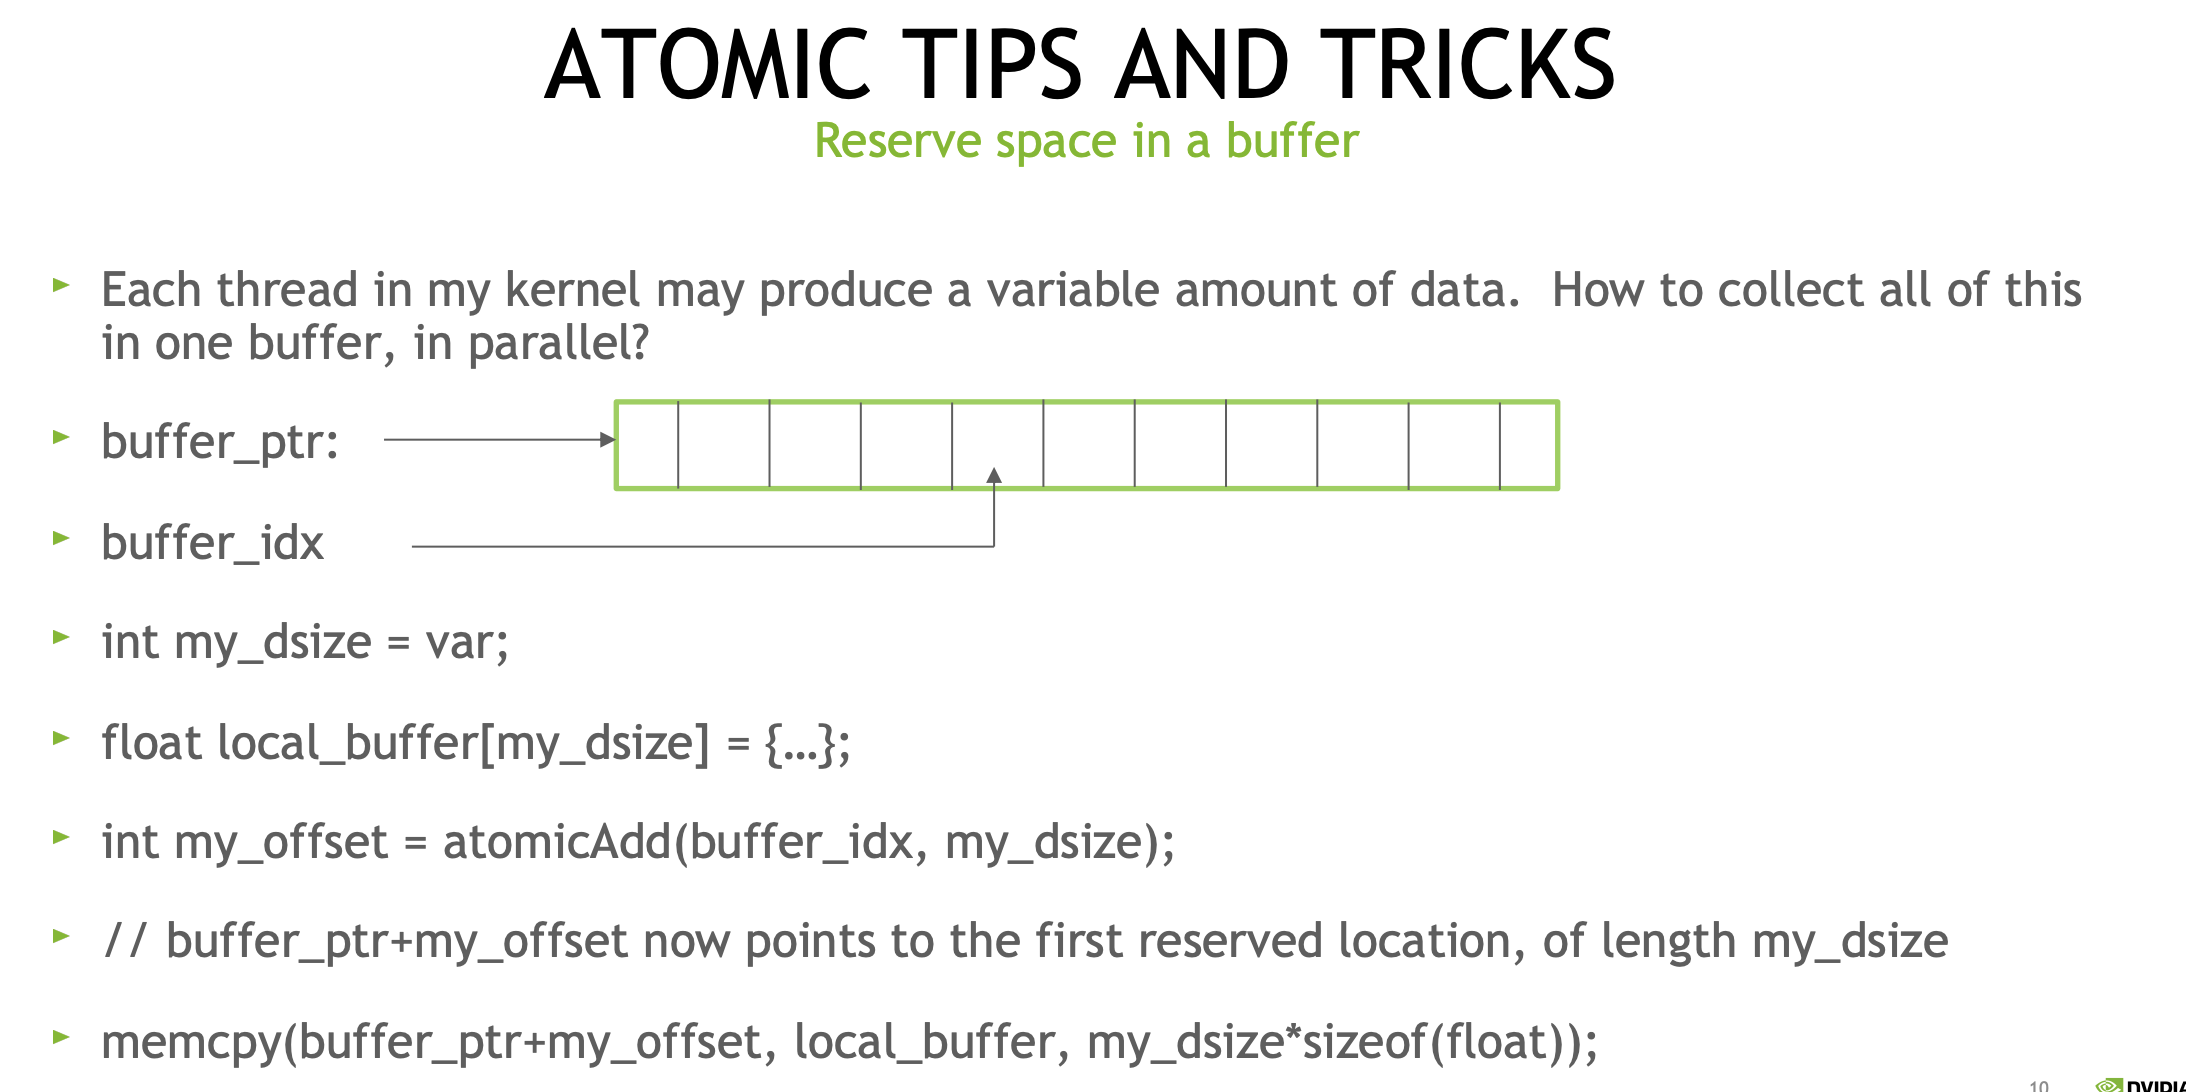 ATOMIC TIPS AND TRICKS
Reserve space in a buffer
Each thread in my kernel may produce a variable amount of data.  How to collect all of this
in one buffer, in parallel?
buffer_ptr:
buffer_idx
int my_dsize = var;
float local_buffer[my_dsize] = {…};
int my_offset = atomicAdd(buffer_idx, my_dsize);
// buffer_ptr+my_offset now points to the first reserved location, of length my_dsize
memcpy(buffer_ptr+my_offset, local_buffer, my_dsize*sizeof(float));
10